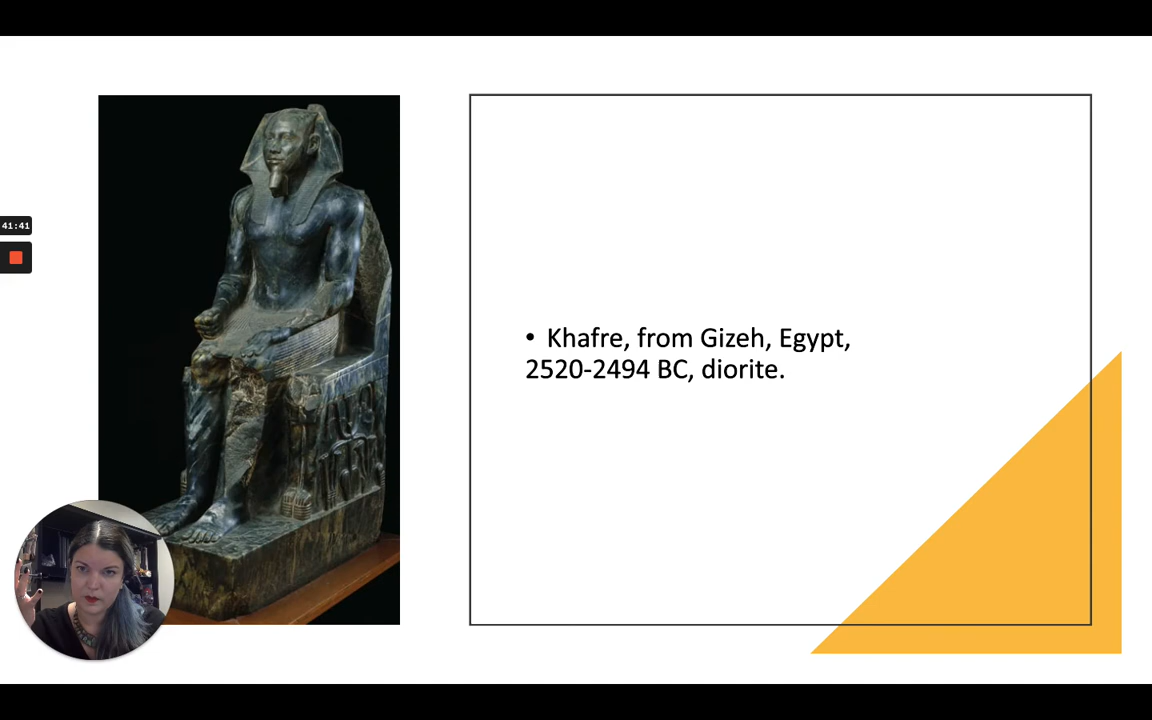 41:41
• Khafre, from Gizeh, Egypt,
2520-2494 BC, diorite.